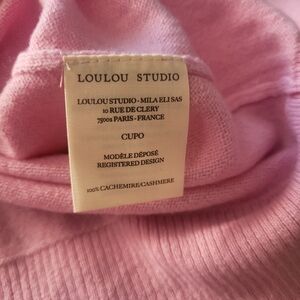 LOULOU STUDIO
LOULOU STUDIO - MILA ELI SAS
10 RUE DE CLERY
75002 PARIS - FRANCE
CUPO
MODÈLE DÉPOSÉ
REGISTERED DESIGN
100% CACHEMIRE/CASHMERE